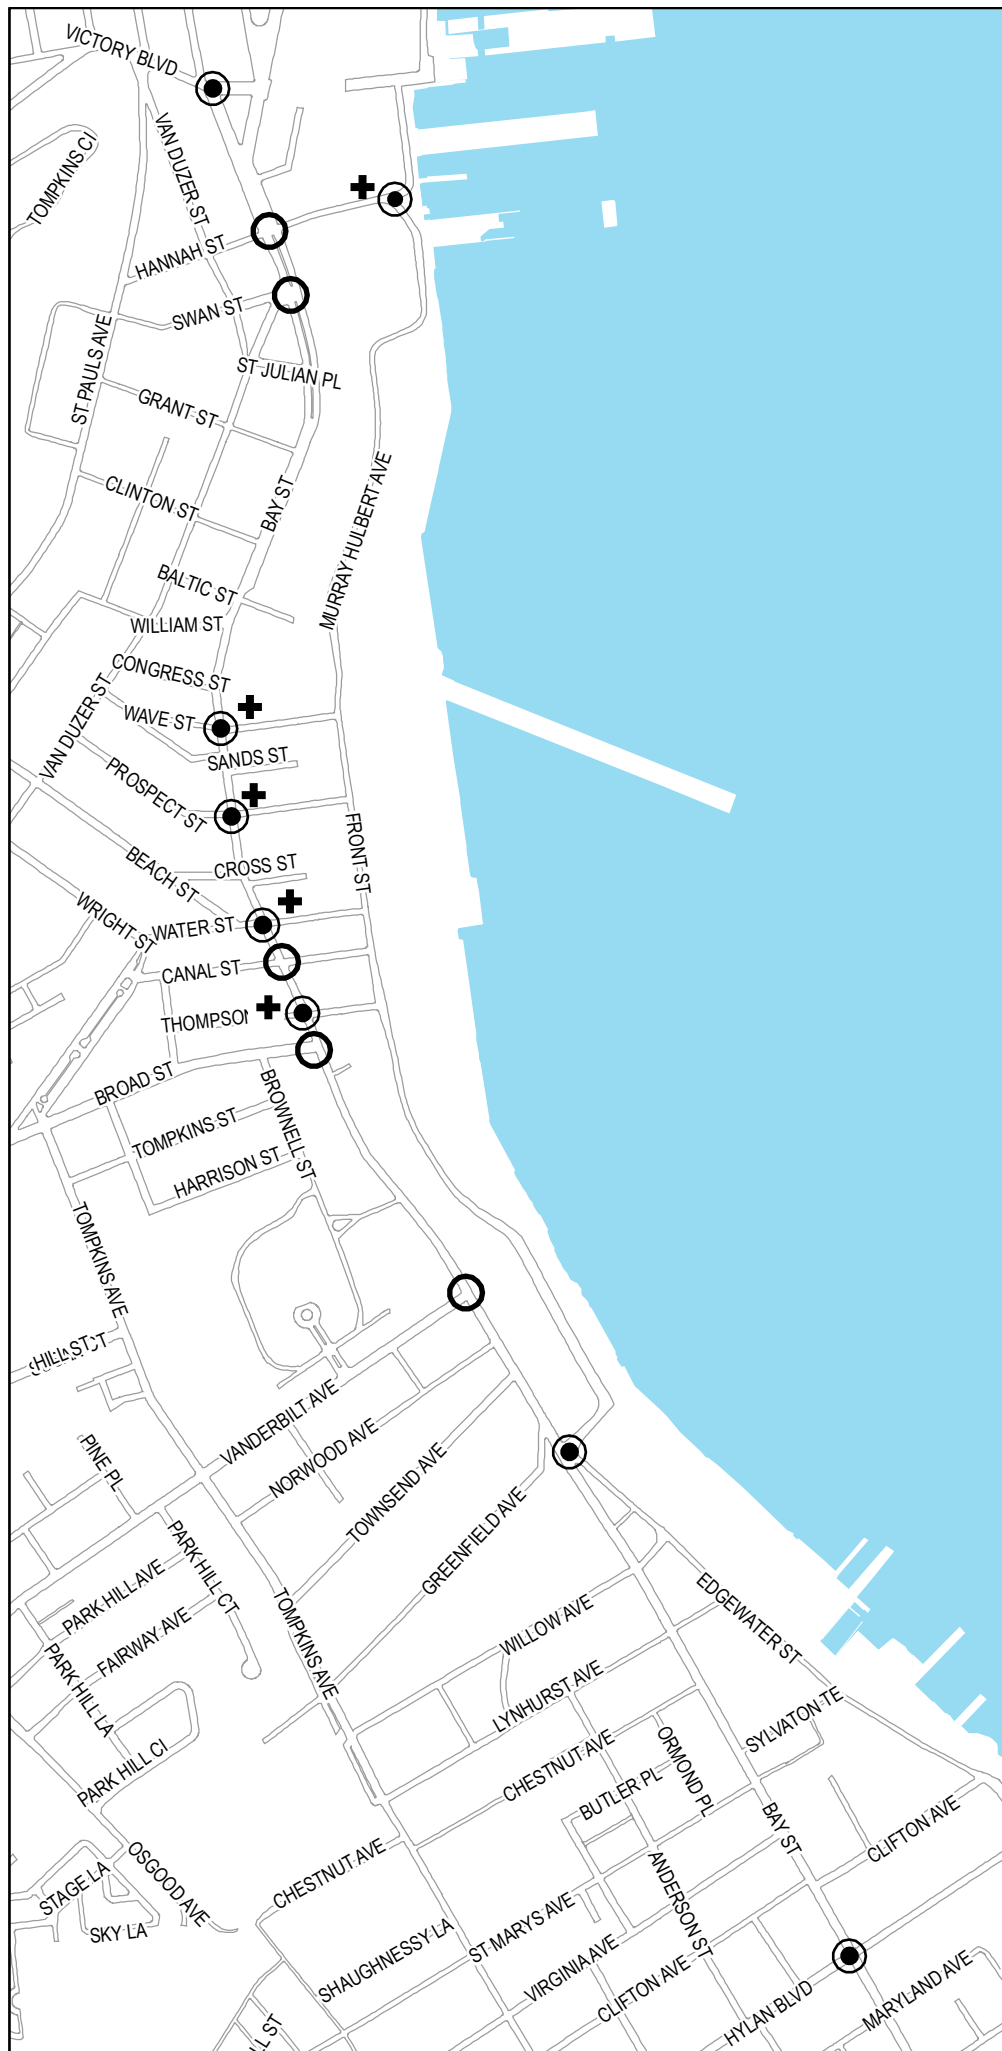 VICTORY BLVD
VAN DUZER ST
TOMPKINS CI
HANNAH ST
SWAN ST
ST PAULS AVE
ST JULIAN PL
GRANT ST
BAY ST
CLINTON ST
MURRAY HULBERT AVE
BALTIC ST
WILLIAM ST
CONGRESS ST
VAN DUZER ST
WAVE ST
SANDS ST
PROSPECT ST
FRONT ST
BEACH ST
CROSS ST
WRIGHT ST
WATER ST
CANAL ST
THOMPSON
BROAD ST
BROWNELL ST
TOMPKINS ST
HARRISON ST
TOMPKINS AVE
HILL ST
VANDERBILT AVE
NORWOOD AVE
PINE PL
TOWNSEND AVE
GREENFIELD AVE
PARK HILL CT
PARK HILL AVE
FAIRWAY AVE
TOMPKINS AVE
EDGEWATER ST
WILLOW AVE
PARK HILL LA
LYNHURST AVE
SYLVATON TE
CHESTNUT AVE
ORMOND PL
PARK HILL CI
BUTLER PL
BAY ST
CLIFTON AVE
OSGOOD AVE
CHESTNUT AVE
ANDERSON ST
STAGE LA
SKY LA
ST MARYS AVE
SHAUGHNESSY LA
VIRGINIA AVE
CLIFTON AVE
HYLAN BLVD
MARYLAND AVE
LL ST